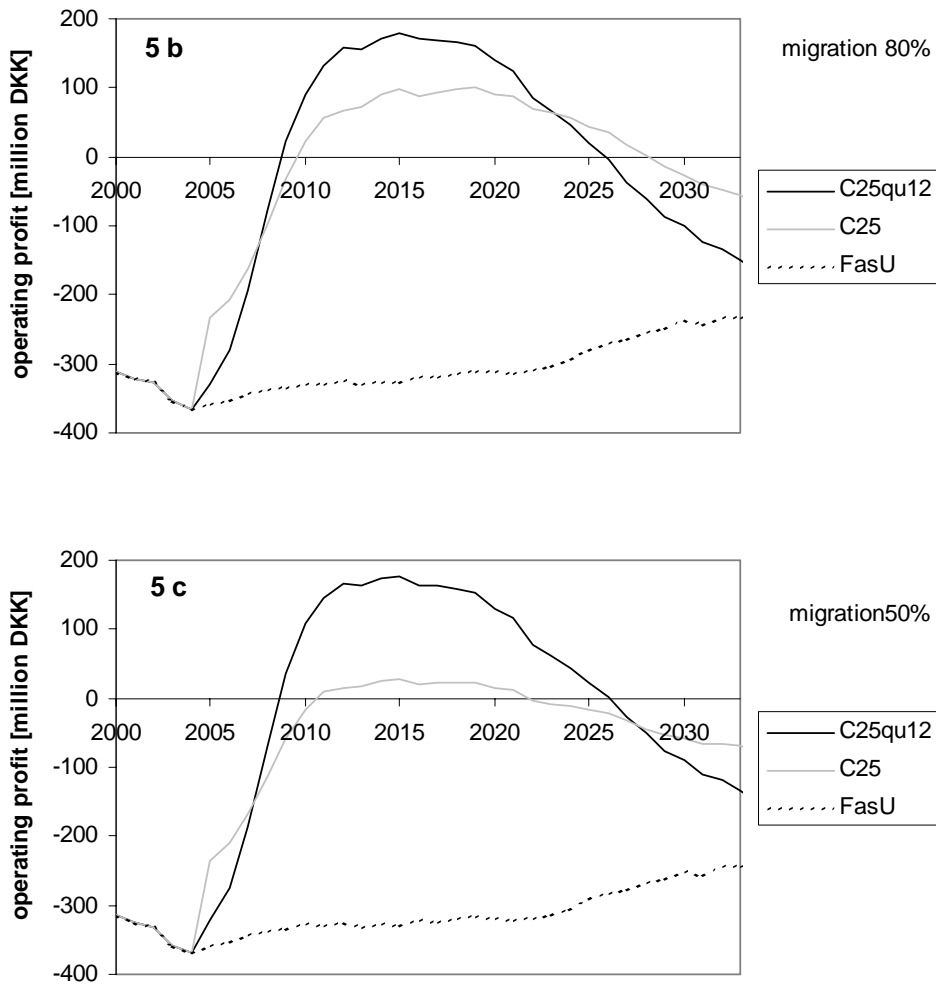 200
5 b
migration 80%
100
0
2000 2005 2010 2015 2020 2025 2030
-100
-200
-300
-400
operating profit [million DKK]
C25qu12
C25
FasU
200
5 c
migration50%
100
0
2000 2005 2010 2015 2020 2025 2030
-100
-200
-300
-400
operating profit [million DKK]
C25qu12
C25
FasU